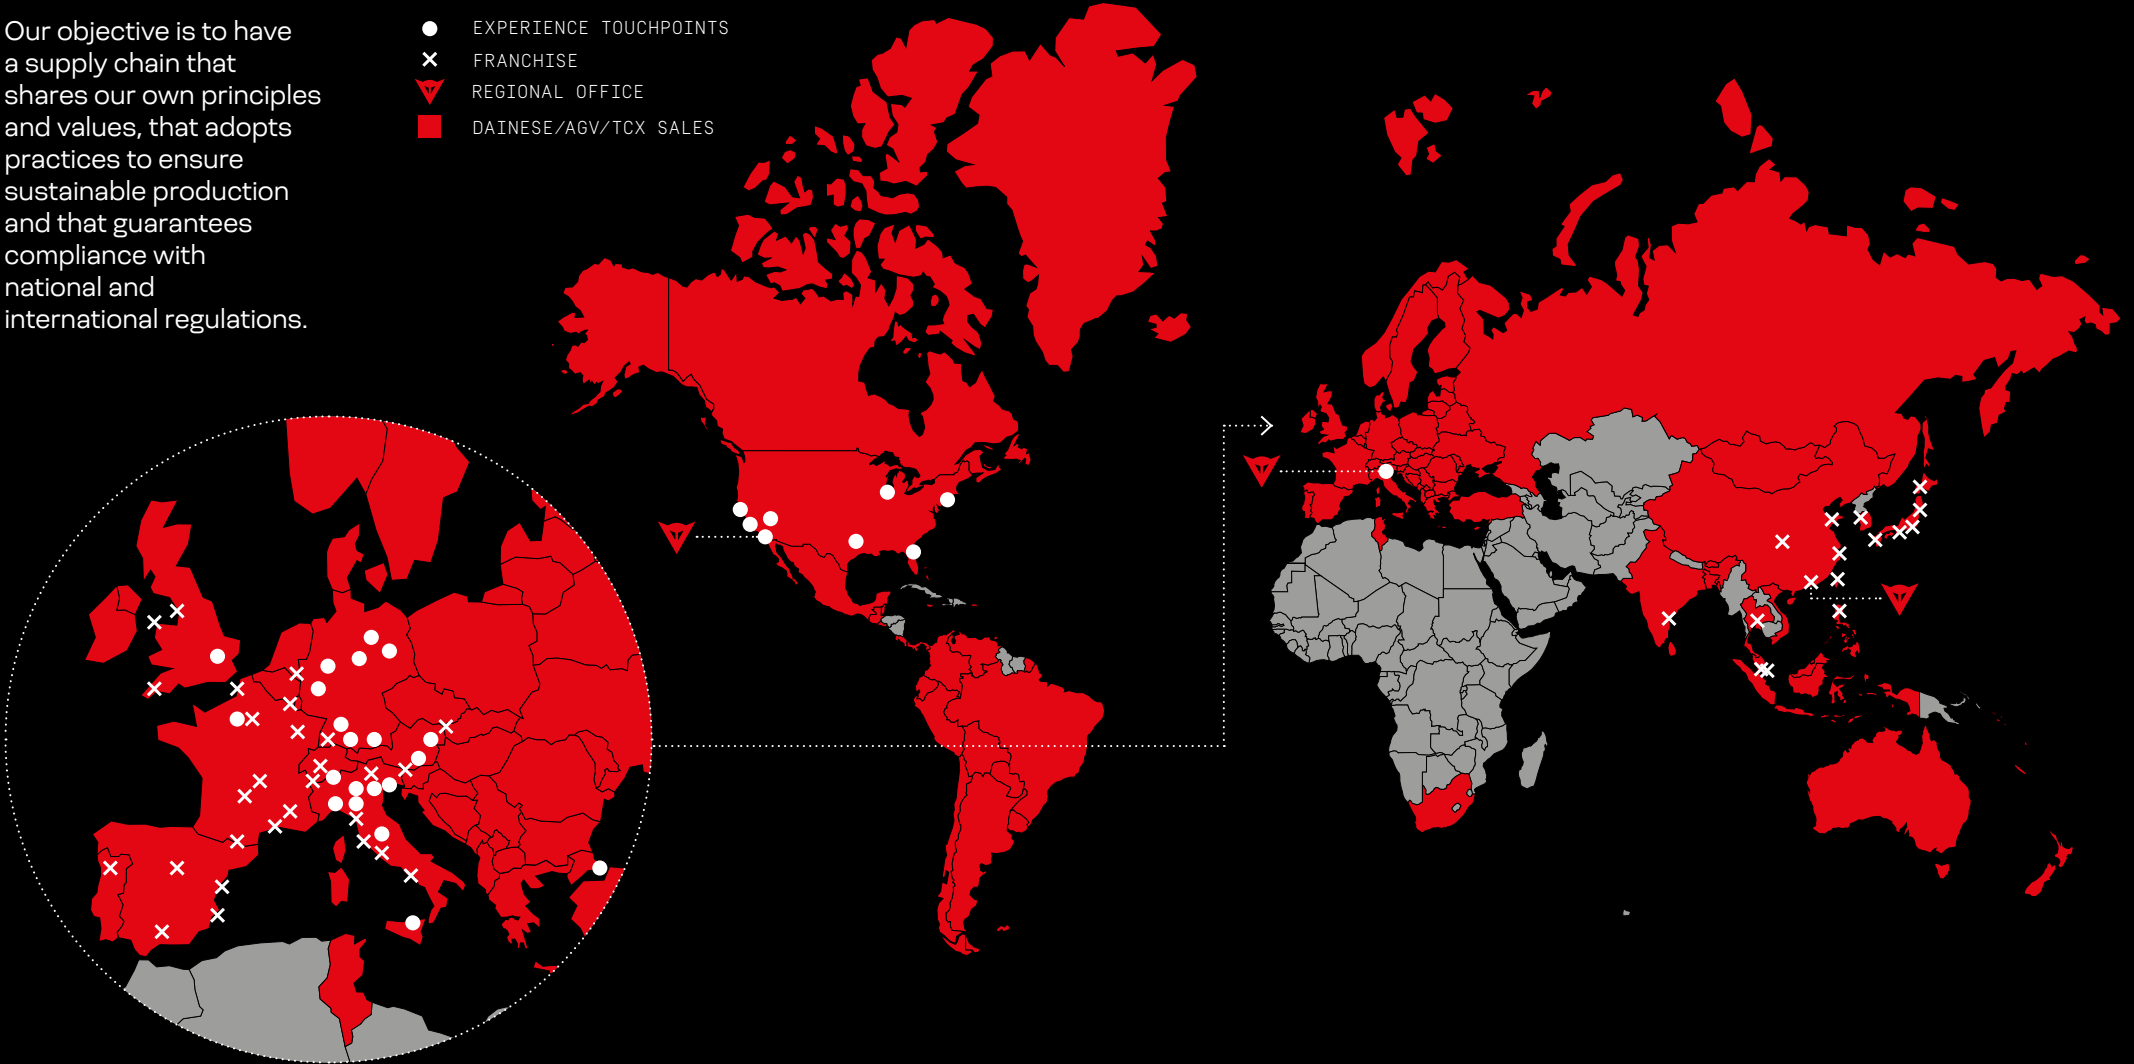 Our objective is to have
a supply chain that
shares our own principles
and values, that adopts
practices to ensure
sustainable production
and that guarantees
compliance with
national and
international regulations.
EXPERIENCE TOUCHPOINTS
FRANCHISE
REGIONAL OFFICE
DAINESE/AGV/TCX SALES